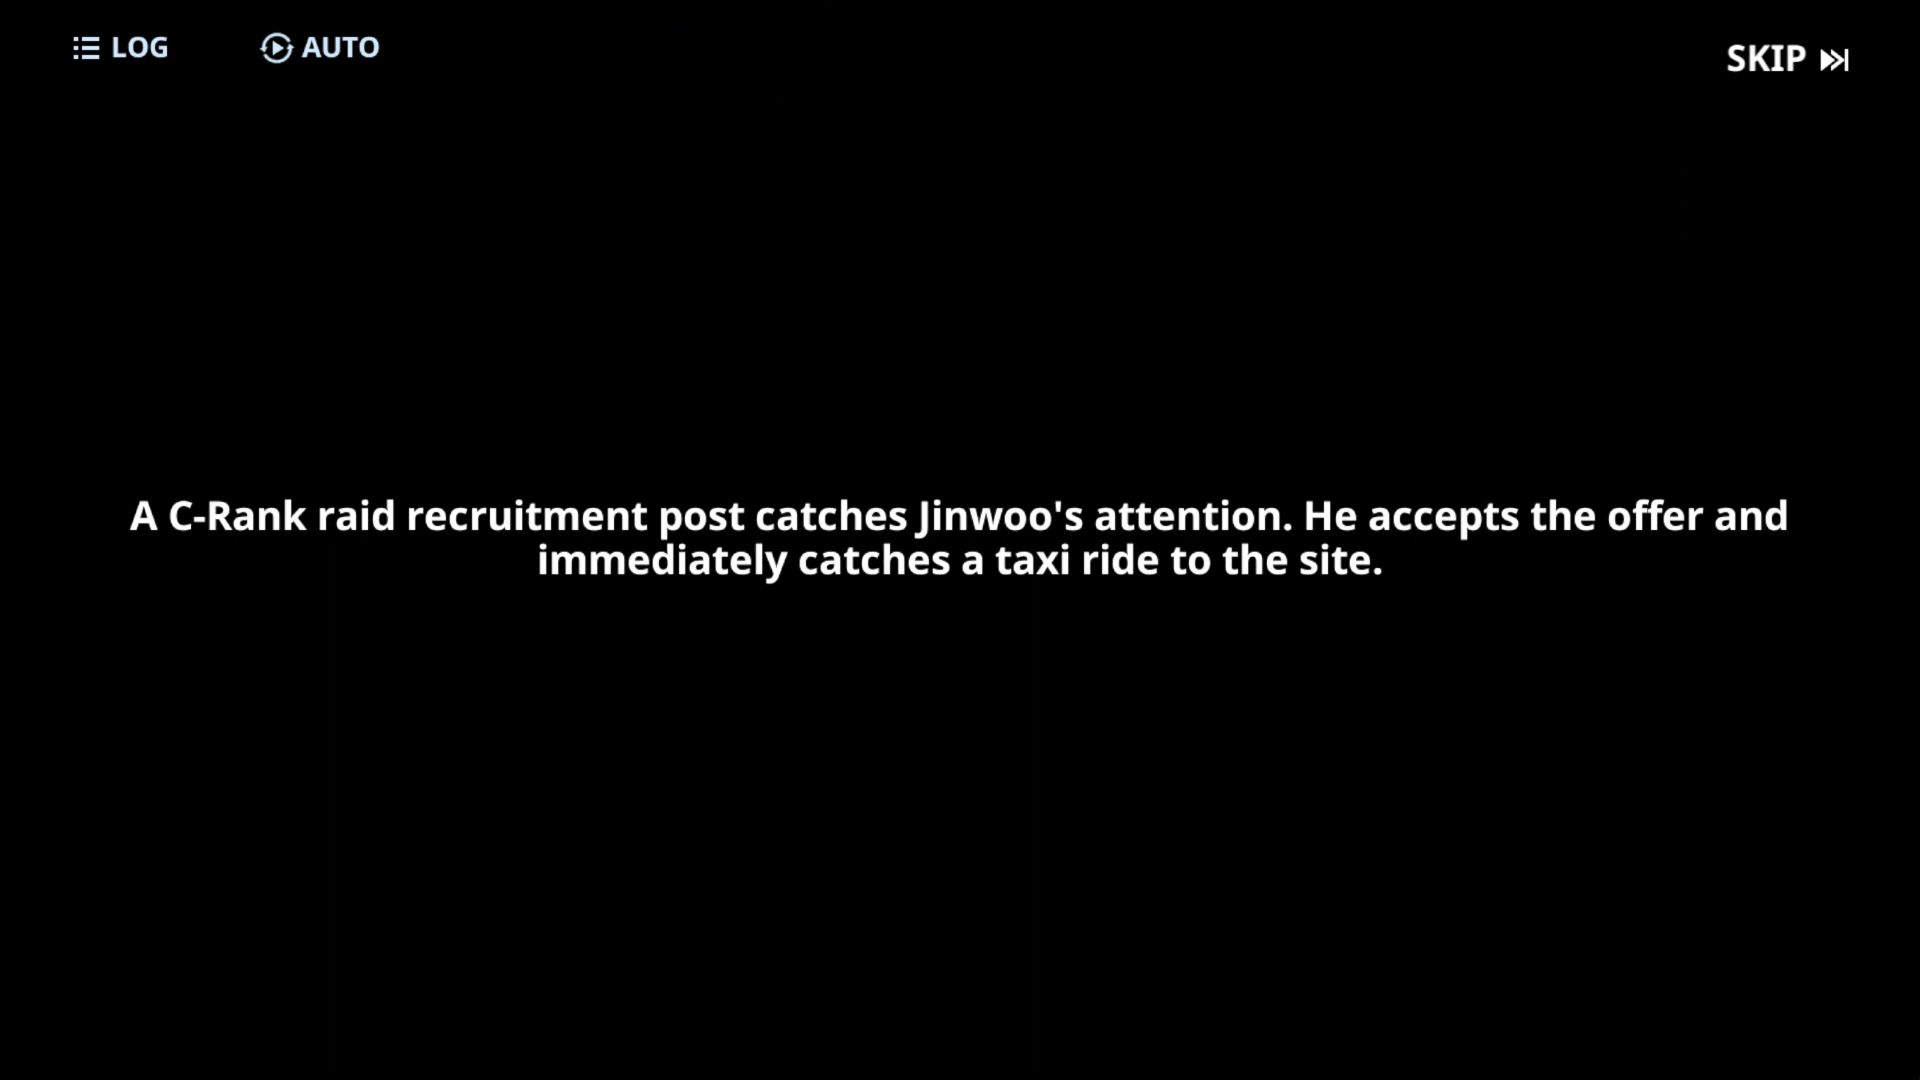 LOG
AUTO
SKIP
A C-Rank raid recruitment post catches Jinwoo's attention. He accepts the offer and
immediately catches a taxi ride to the site.